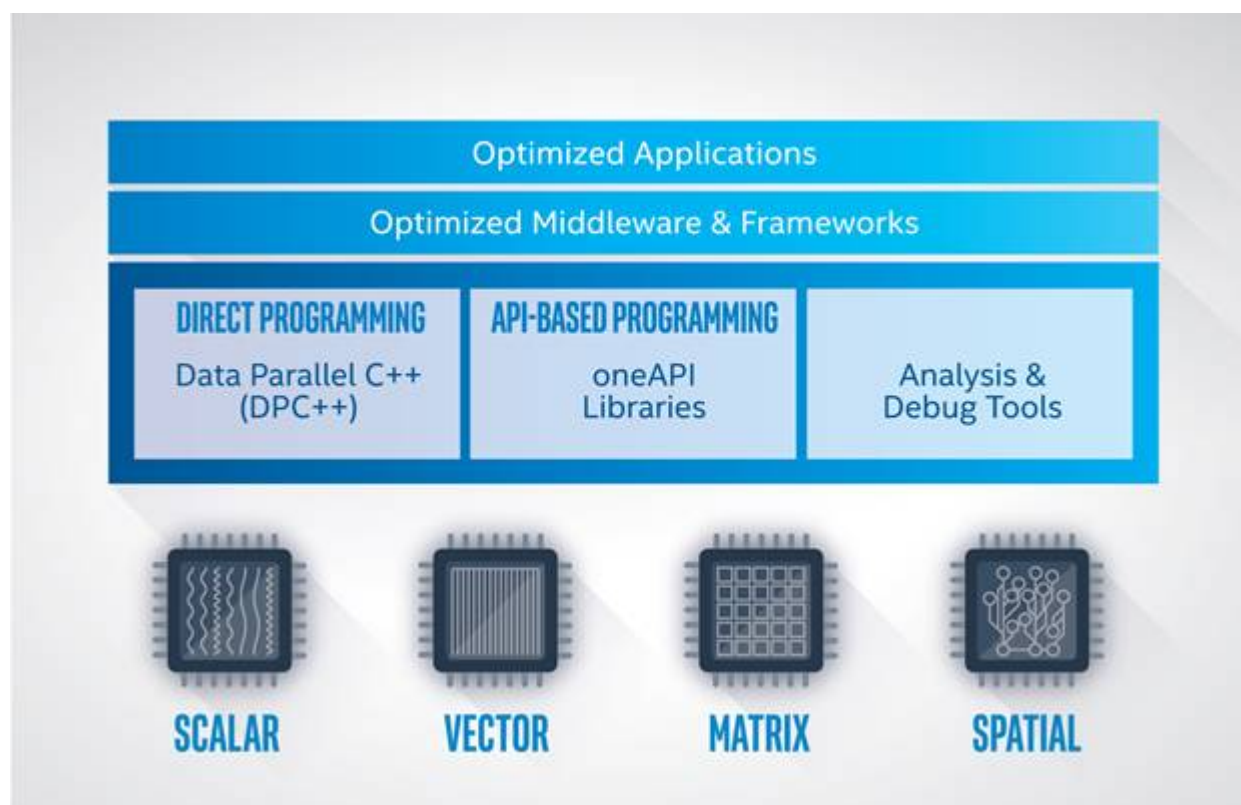 Optimized Applications
Optimized Middleware & Frameworks
DIRECT PROGRAMMING
Data Parallel C++
(DPC++)
API-BASED PROGRAMMING
oneAPI
Libraries
Analysis &
Debug Tools
SCALAR
VECTOR
MATRIX
SPATIAL